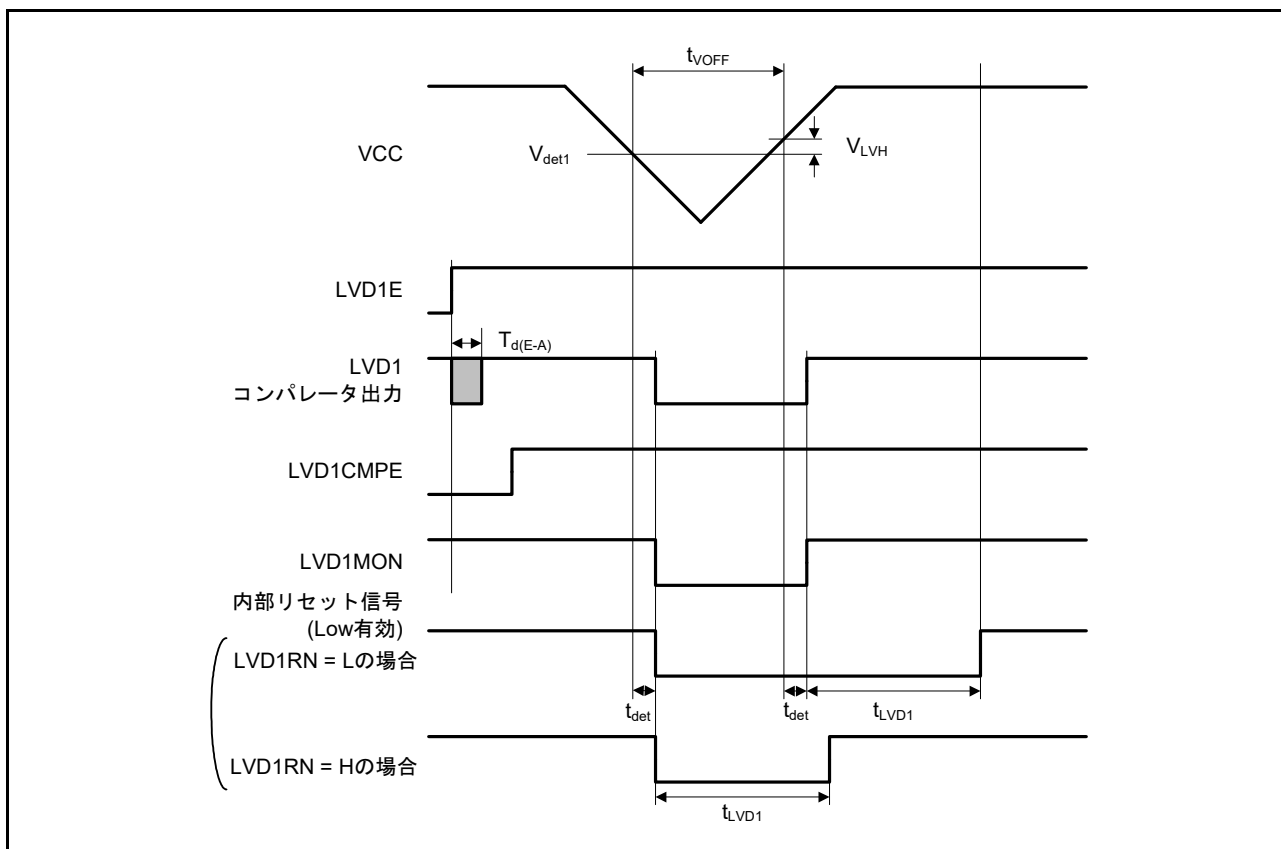 tVOFF
VCC
Vdet1
VLVH
LVD1E
Td(E-A)
LVD1
コンパレータ出力
LVD1CMPE
LVD1MON
内部リセット信号
(Low有効)
LVD1RN = Lの場合
tdet
tdet
tLVD1
LVD1RN = Hの場合
tLVD1